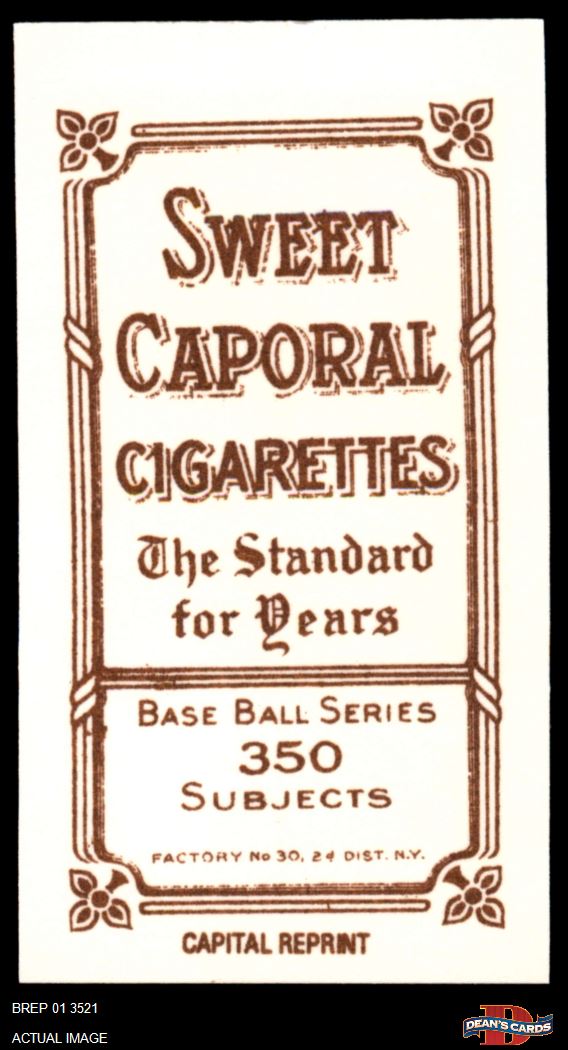 SWEET
CAPORAL
CIGARETTES
The Standard
for Years
BASE BALL SERIES
350
SUBJECTS
FACTORY No 30, 2d DIST. N.Y.
CAPITAL REPRINT
BREP 01 3521
ACTUAL IMAGE
D
DEAN'S CARDS